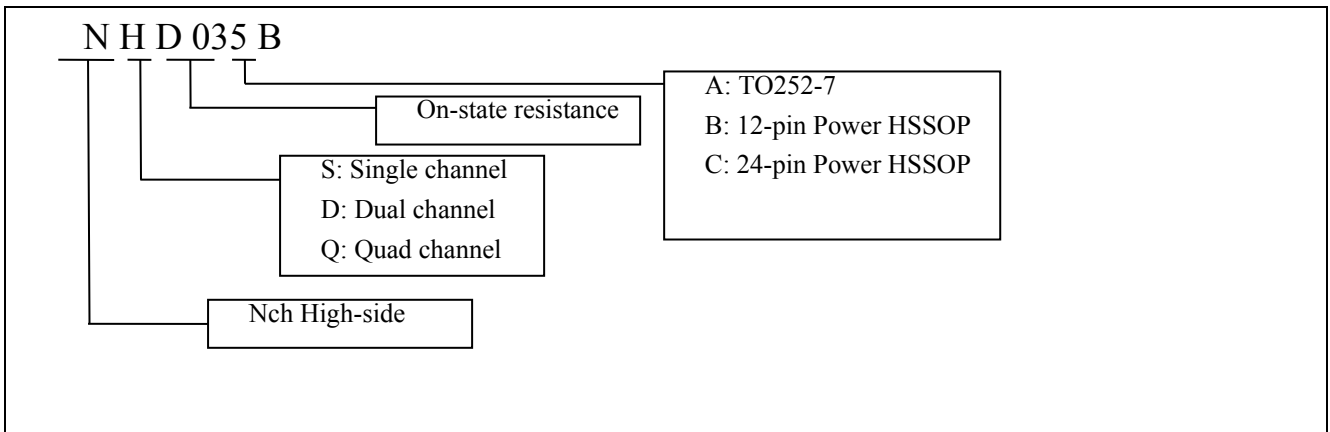 N H D 035 B
A: TO252-7
B: 12-pin Power HSSOP
C: 24-pin Power HSSOP
On-state resistance
S: Single channel
D: Dual channel
Q: Quad channel
Nch High-side